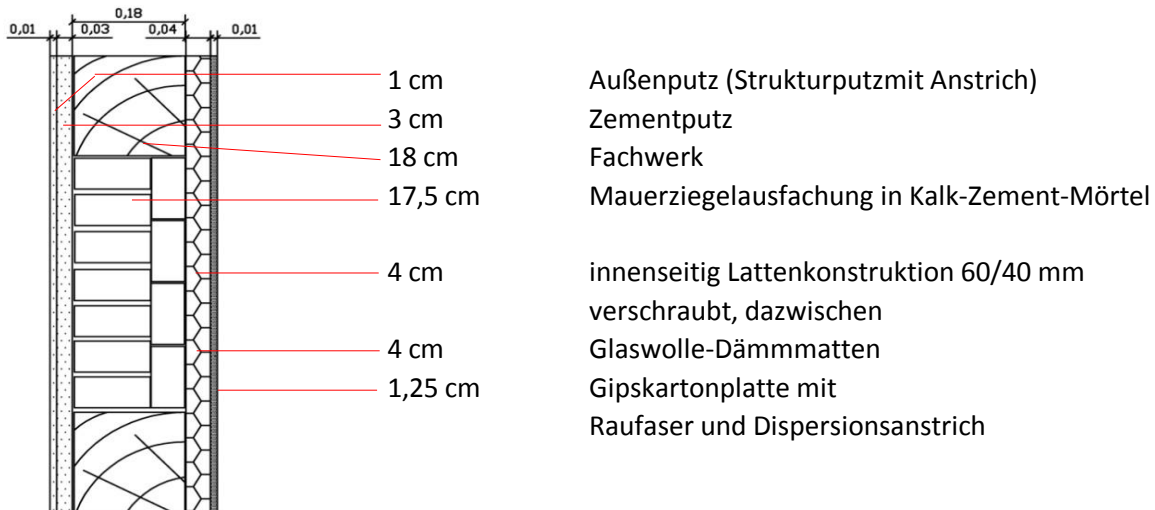 0,18
0,01 0,03 0,04 0,01
1 cm Außenputz (Strukturputzmit Anstrich)
3 cm Zementputz
18 cm Fachwerk
17,5 cm Mauerziegelausfachung in Kalk-Zement-Mörtel
4 cm innenseitig Lattenkonstruktion 60/40 mm
verschraubt, dazwischen
4 cm Glaswolle-Dämmmatten
1,25 cm Gipskartonplatte mit
Raufaser und Dispersionsanstrich